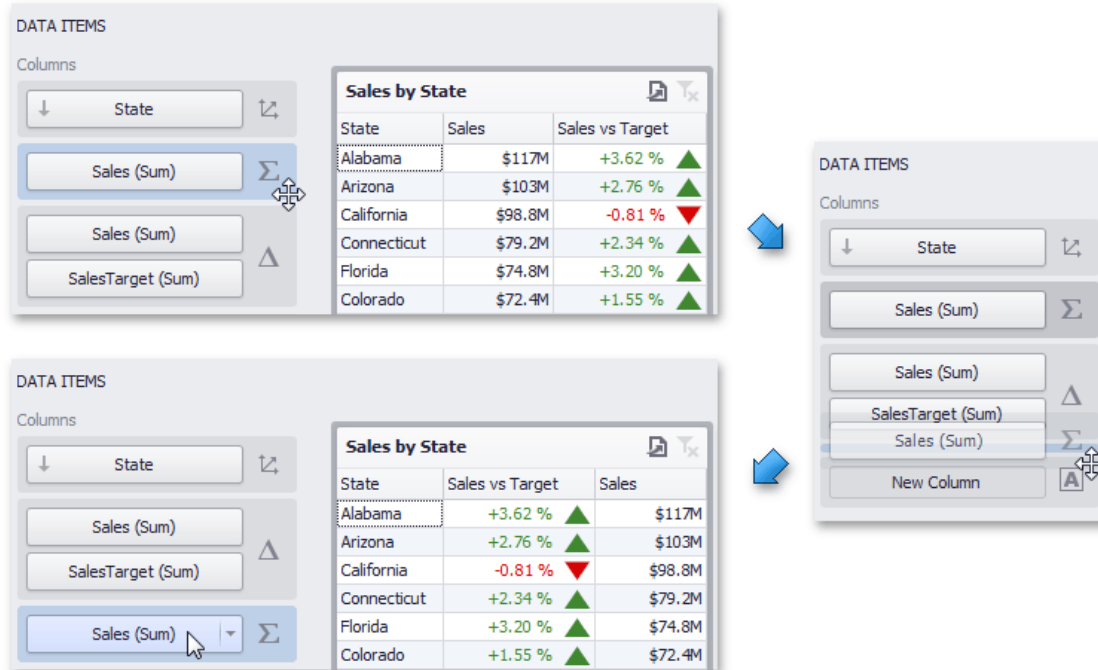 DATA ITEMS
Columns
State
Sales (Sum)
Sales (Sum)
SalesTarget (Sum)
Sales by State
State Sales Sales vs Target
Alabama $117M +3.62 %
Arizona $103M +2.76 %
California $98.8M -0.81 %
Connecticut $79.2M +2.34 %
Florida $74.8M +3.20 %
Colorado $72.4M +1.55 %
DATA ITEMS
Columns
State
Sales (Sum)
Sales (Sum)
SalesTarget (Sum)
Sales (Sum)
New Column
A
DATA ITEMS
Columns
State
Sales (Sum)
SalesTarget (Sum)
Sales (Sum)
Sales by State
State Sales vs Target Sales
Alabama +3.62 % $117M
Arizona +2.76 % $103M
California -0.81 % $98.8M
Connecticut +2.34 % $79.2M
Florida +3.20 % $74.8M
Colorado +1.55 % $72.4M